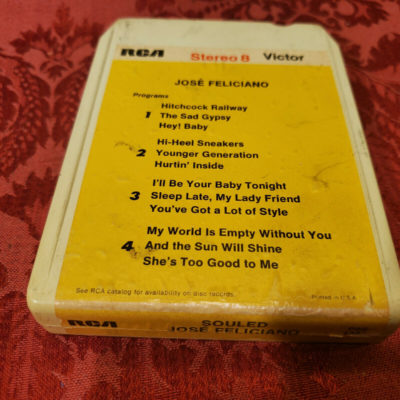 RCA Stereo 8 Victor
JOSÉ FELICIANO
Programs
Hitchcock Railway
1 The Sad Gypsy
Hey! Baby
Hi-Heel Sneakers
2 Younger Generation
Hurtin' Inside
I'll Be Your Baby Tonight
3 Sleep Late, My Lady Friend
You've Got a Lot of Style
My World Is Empty Without You
4 And the Sun Will Shine
She's Too Good to Me
See RCA catalog for availability on disc records.
Printed in U.S.A.
RCA SOULED
JOSÉ FELICIANO